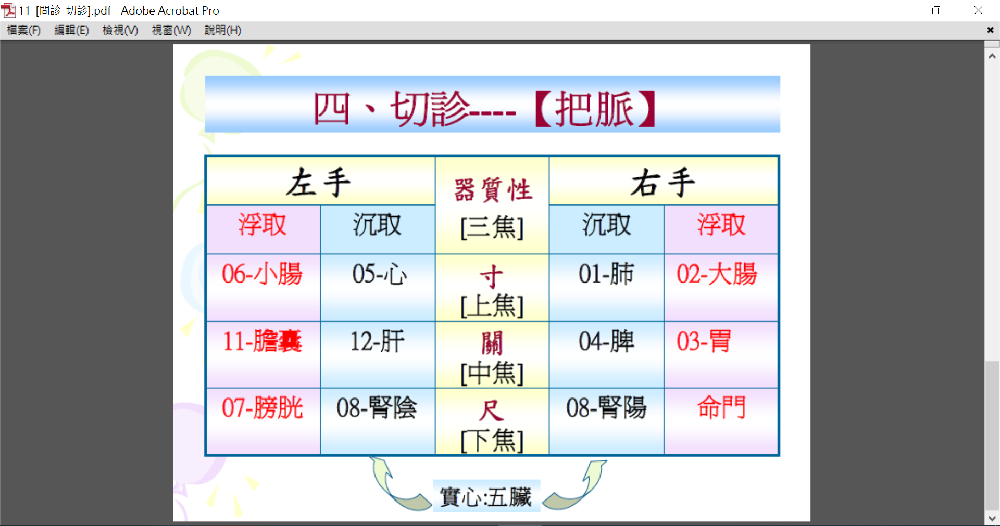 11-[問診-切診].pdf - Adobe Acrobat Pro
檔案(F) 編輯(E) 檢視(V) 視窗(W) 說明(H)
四、切診----【把脈】
左手 器質性 [三焦] 右手
浮取 沉取 沉取 浮取
06-小腸 05-心 寸 [上焦] 01-肺 02-大腸
11-膽囊 12-肝 關 [中焦] 04-脾 03-胃
07-膀胱 08-腎陰 尺 [下焦] 08-腎陽 命門
實心:五臟